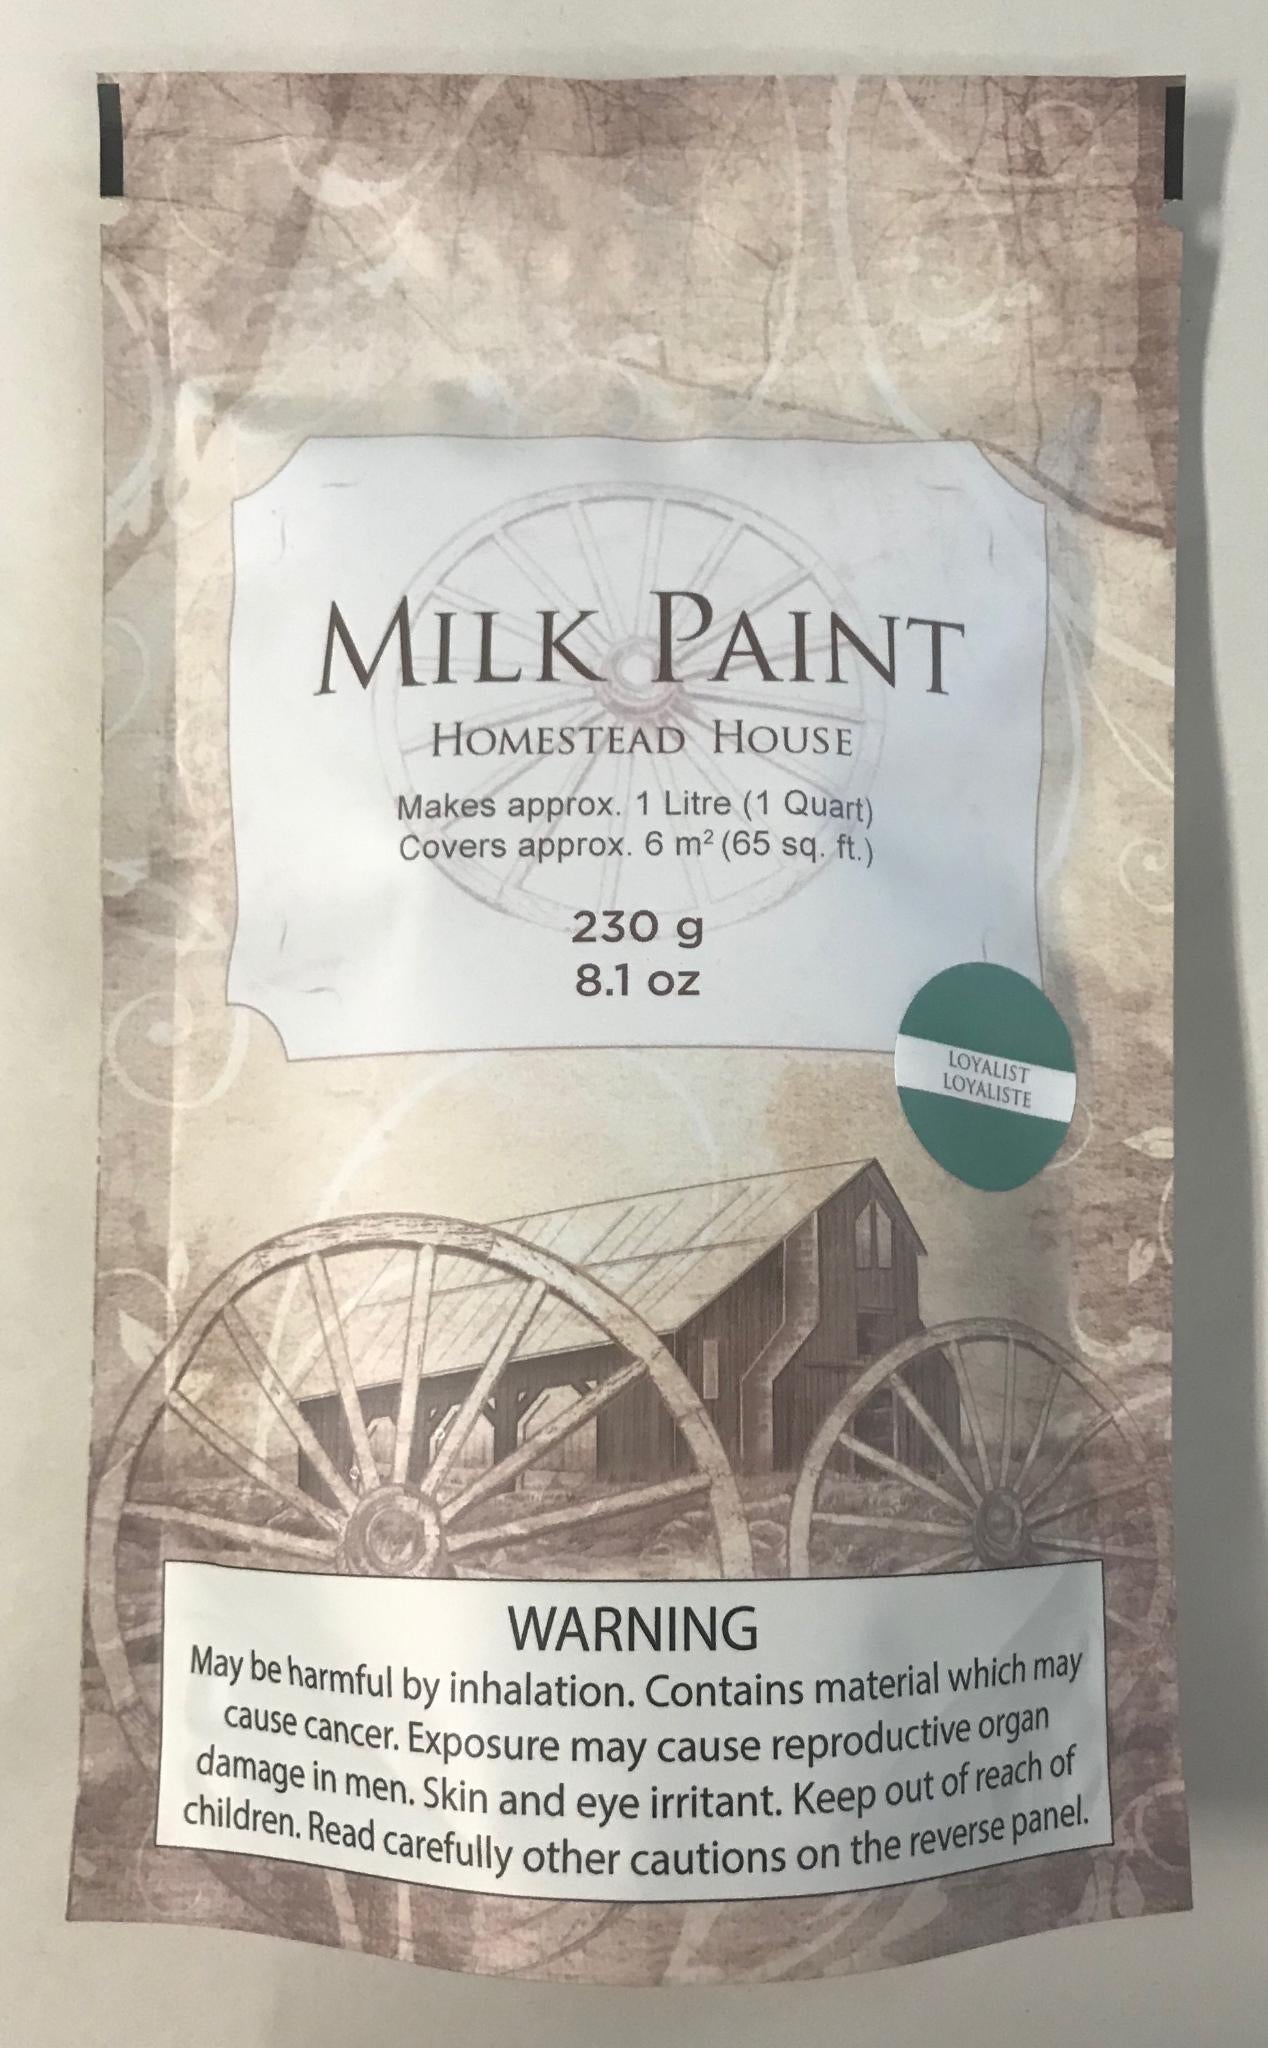 MILK PAINT
HOMESTEAD HOUSE
Makes approx. 1 Litre (1 Quart)
Covers approx. 6 m² (65 sq. ft.)
230 g
8.1 oz
LOYALIST
LOYALISTE
WARNING
May be harmful by inhalation. Contains material which may
cause cancer. Exposure may cause reproductive organ
damage in men. Skin and eye irritant. Keep out of reach of
children. Read carefully other cautions on the reverse panel.